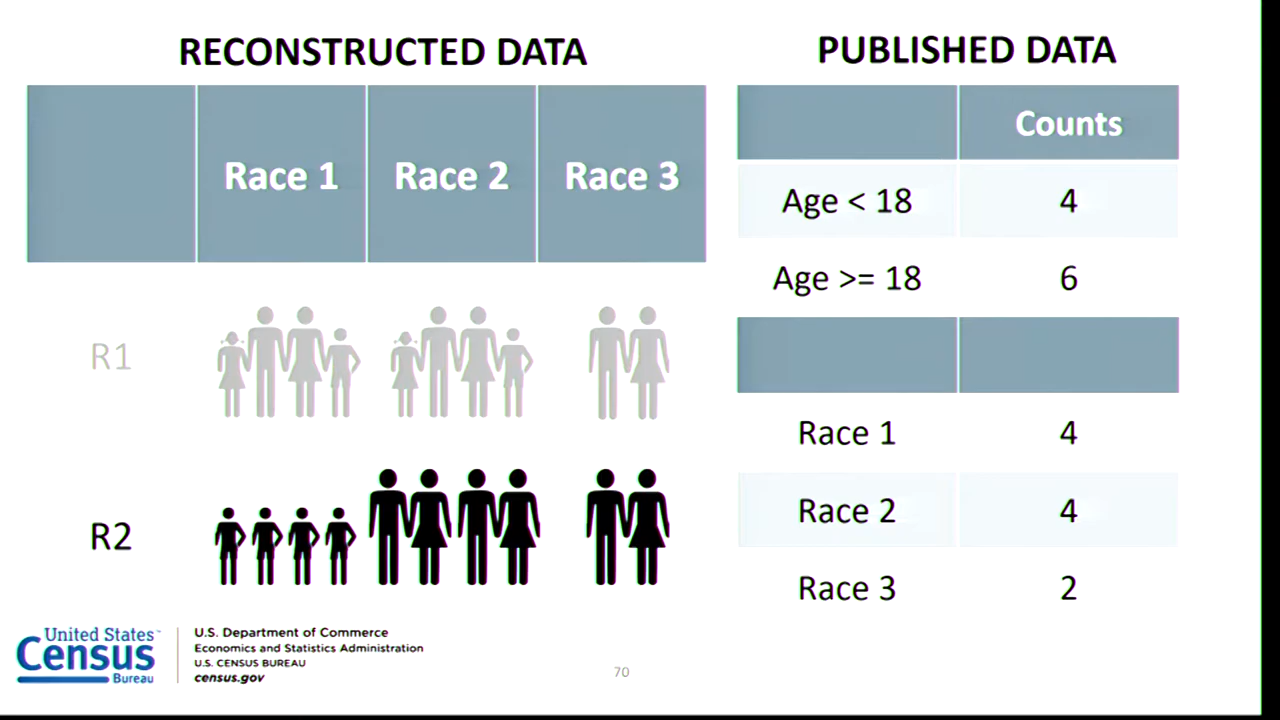 RECONSTRUCTED DATA
Race 1 Race 2 Race 3
R1
R2
PUBLISHED DATA
Counts
Age < 18 4
Age >= 18 6
Race 1 4
Race 2 4
Race 3 2
United States™
Census
Bureau
U.S. Department of Commerce
Economics and Statistics Administration
U.S. CENSUS BUREAU
census.gov
70